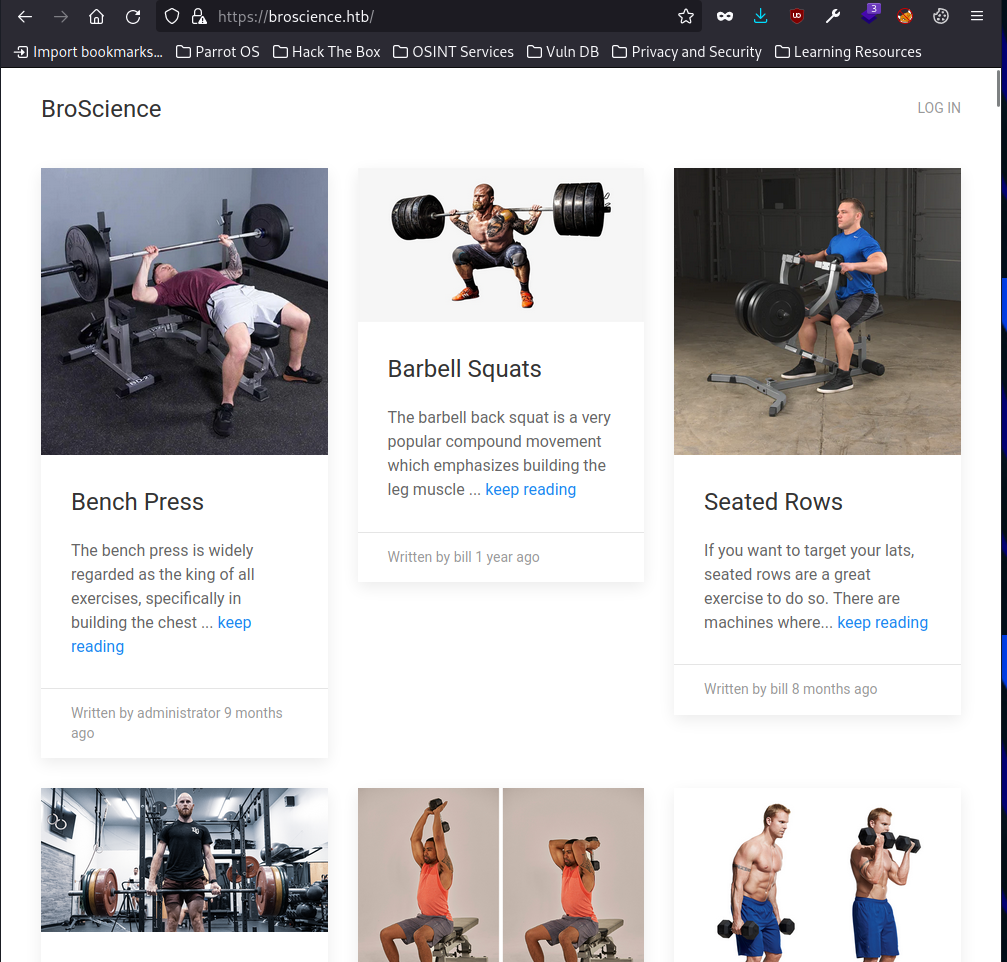 https://broscience.htb/
3
Import bookmarks...
Parrot OS
Hack The Box
OSINT Services
Vuln DB
Privacy and Security
Learning Resources
BroScience
LOG IN
Bench Press
The bench press is widely
regarded as the king of all
exercises, specifically in
building the chest ... keep
reading
Written by administrator 9 months
ago
Barbell Squats
The barbell back squat is a very
popular compound movement
which emphasizes building the
leg muscle ... keep reading
Written by bill 1 year ago
Seated Rows
If you want to target your lats,
seated rows are a great
exercise to do so. There are
machines where... keep reading
Written by bill 8 months ago